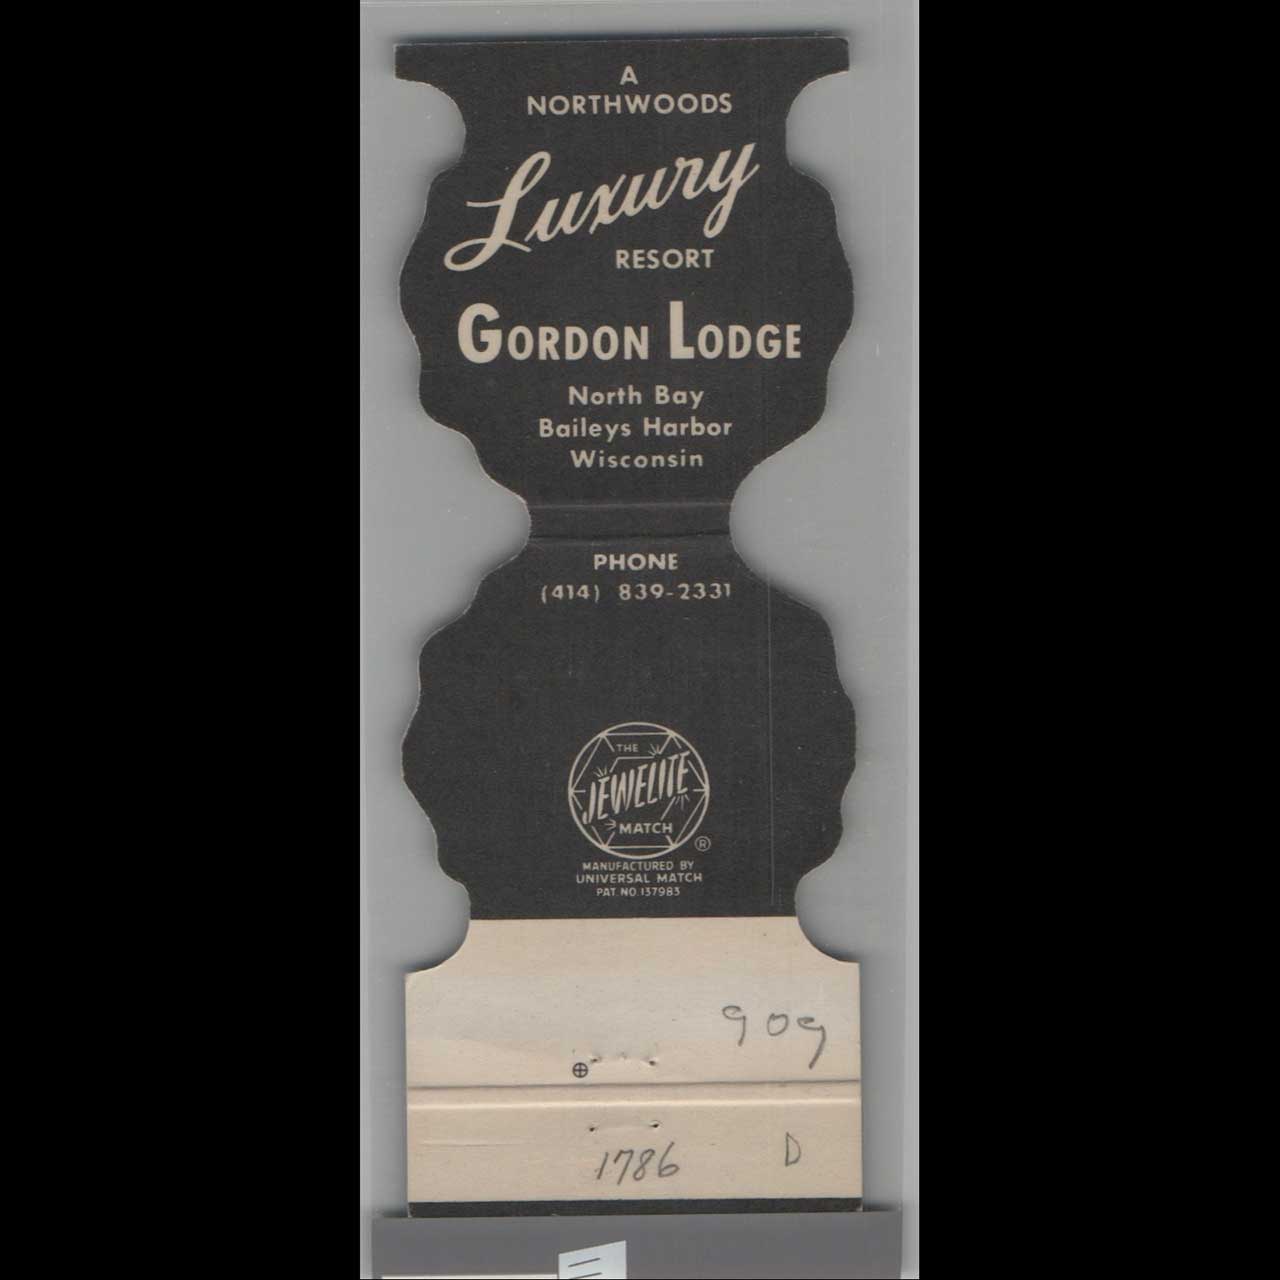 A
NORTHWOODS
Luxury
RESORT
GORDON LODGE
North Bay
Baileys Harbor
Wisconsin
PHONE
(414) 839-2331
THE
JEWELITE
MATCH
®
MANUFACTURED BY
UNIVERSAL MATCH
PAT NO 137983
909
1786 D